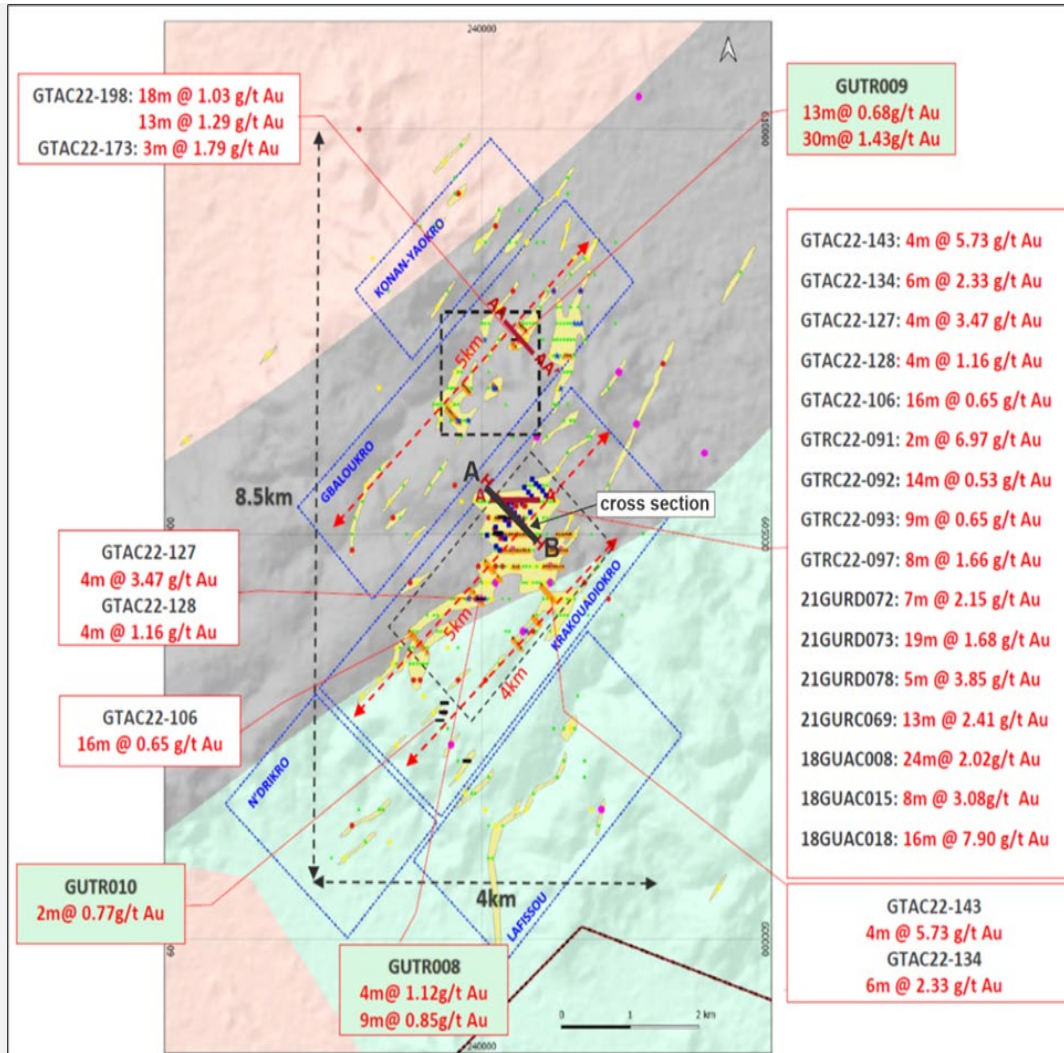 240000
GTAC22-198: 18m @ 1.03 g/t Au
13m @ 1.29 g/t Au
GTAC22-173: 3m @ 1.79 g/t Au
GUTR009
13m@ 0.68g/t Au
30m@ 1.43g/t Au
610000
KONAN-YAOKRO
AA
AA'
5km
GBALOUKRO
8.5km
A
A
A'
B
cross section
GTAC22-143: 4m @ 5.73 g/t Au
GTAC22-134: 6m @ 2.33 g/t Au
GTAC22-127: 4m @ 3.47 g/t Au
GTAC22-128: 4m @ 1.16 g/t Au
GTAC22-106: 16m @ 0.65 g/t Au
GTRC22-091: 2m @ 6.97 g/t Au
GTRC22-092: 14m @ 0.53 g/t Au
GTRC22-093: 9m @ 0.65 g/t Au
GTRC22-097: 8m @ 1.66 g/t Au
21GURD072: 7m @ 2.15 g/t Au
21GURD073: 19m @ 1.68 g/t Au
21GURD078: 5m @ 3.85 g/t Au
21GURC069: 13m @ 2.41 g/t Au
18GUAC008: 24m@ 2.02g/t Au
18GUAC015: 8m @ 3.08g/t Au
18GUAC018: 16m @ 7.90 g/t Au
GTAC22-127
4m @ 3.47 g/t Au
GTAC22-128
4m @ 1.16 g/t Au
5km
4km
KRAKOUADIOKRO
GTAC22-106
16m @ 0.65 g/t Au
N'DRIKRO
GUTR010
2m@ 0.77g/t Au
4km
LAFISSOU
GUTR008
4m@ 1.12g/t Au
9m@ 0.85g/t Au
GTAC22-143
4m @ 5.73 g/t Au
GTAC22-134
6m @ 2.33 g/t Au
600000
0 1 2 km
240000